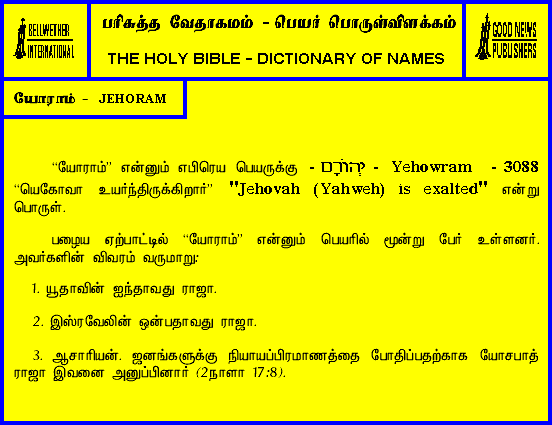 BELLWETHER
INTERNATIONAL
பரிசுத்த வேதாகமம் - பெயர் பொருள்விளக்கம்
THE HOLY BIBLE - DICTIONARY OF NAMES
GOOD NEWS
PUBLISHERS
யோராம் - JEHORAM
“யோராம்” என்னும் எபிரெய பெயருக்கு - יְהוֹרָם - Yehowram - 3088
“யெகோவா உயர்ந்திருக்கிறார்” "Jehovah (Yahweh) is exalted" என்று
பொருள்.
பழைய ஏற்பாட்டில் “யோராம்” என்னும் பெயரில் மூன்று பேர் உள்ளனர்.
அவர்களின் விவரம் வருமாறு:
1. யூதாவின் ஐந்தாவது ராஜா.
2. இஸ்ரவேலின் ஒன்பதாவது ராஜா.
3. ஆசாரியன். ஜனங்களுக்கு நியாயப்பிரமாணத்தை போதிப்பதற்காக யோசபாத்
ராஜா இவனை அனுப்பினார் (2நாளா 17:8).